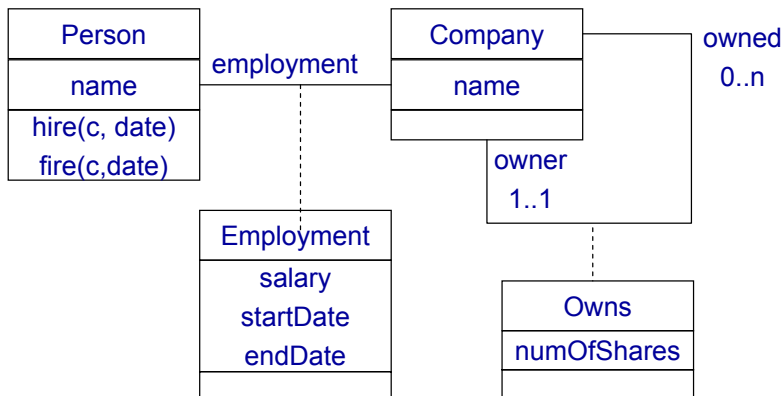 Person
name
hire(c, date)
fire(c,date)
employment
Company
name
owned
0..n
owner
1..1
Employment
salary
startDate
endDate
Owns
numOfShares